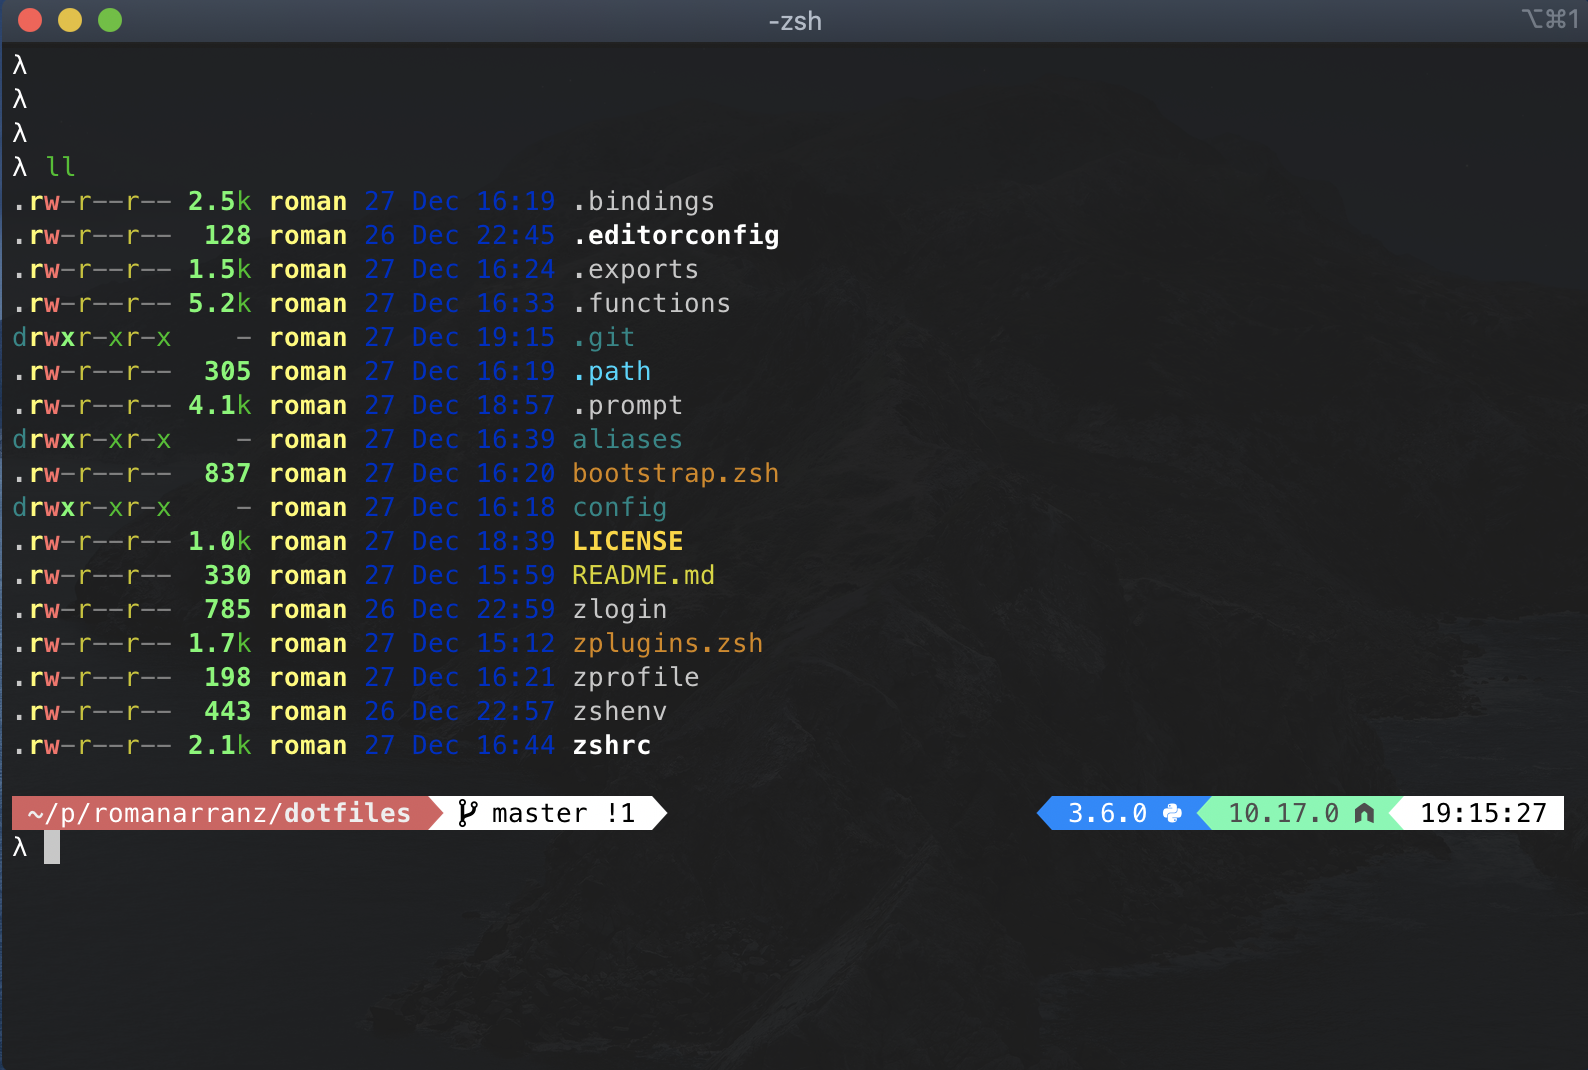 -zsh ⌥⌘1
λ
λ
λ
λ ll
.rw-r--r-- 2.5k roman 27 Dec 16:19 .bindings
.rw-r--r-- 128 roman 26 Dec 22:45 .editorconfig
.rw-r--r-- 1.5k roman 27 Dec 16:24 .exports
.rw-r--r-- 5.2k roman 27 Dec 16:33 .functions
drwxr-xr-x - roman 27 Dec 19:15 .git
.rw-r--r-- 305 roman 27 Dec 16:19 .path
.rw-r--r-- 4.1k roman 27 Dec 18:57 .prompt
drwxr-xr-x - roman 27 Dec 16:39 aliases
.rw-r--r-- 837 roman 27 Dec 16:20 bootstrap.zsh
drwxr-xr-x - roman 27 Dec 16:18 config
.rw-r--r-- 1.0k roman 27 Dec 18:39 LICENSE
.rw-r--r-- 330 roman 27 Dec 15:59 README.md
.rw-r--r-- 785 roman 26 Dec 22:59 zlogin
.rw-r--r-- 1.7k roman 27 Dec 15:12 zplugins.zsh
.rw-r--r-- 198 roman 27 Dec 16:21 zprofile
.rw-r--r-- 443 roman 26 Dec 22:57 zshenv
.rw-r--r-- 2.1k roman 27 Dec 16:44 zshrc
~/p/romanarranz/dotfiles master !1 3.6.0 10.17.0 19:15:27
λ